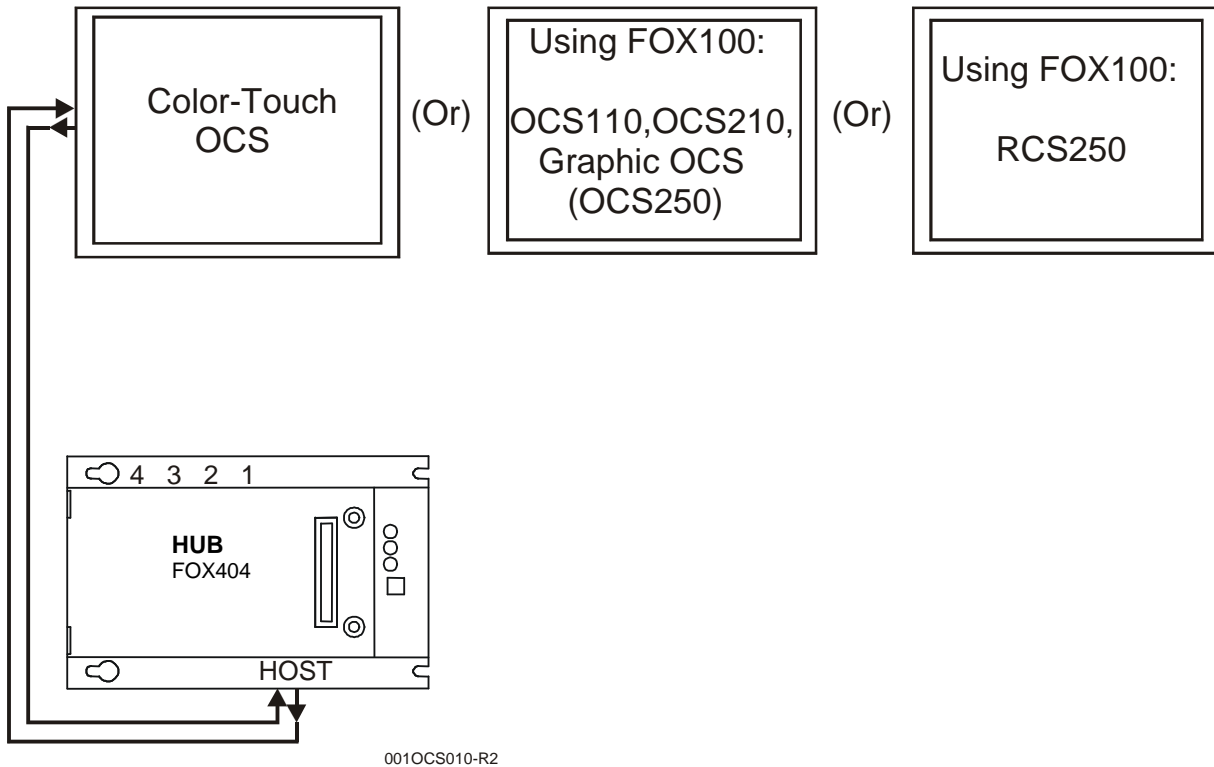 Color-Touch
OCS
(Or)
Using FOX100:
OCS110,OCS210,
Graphic OCS
(OCS250)
(Or)
Using FOX100:
RCS250
4 3 2 1
HUB
FOX404
HOST
001OCS010-R2